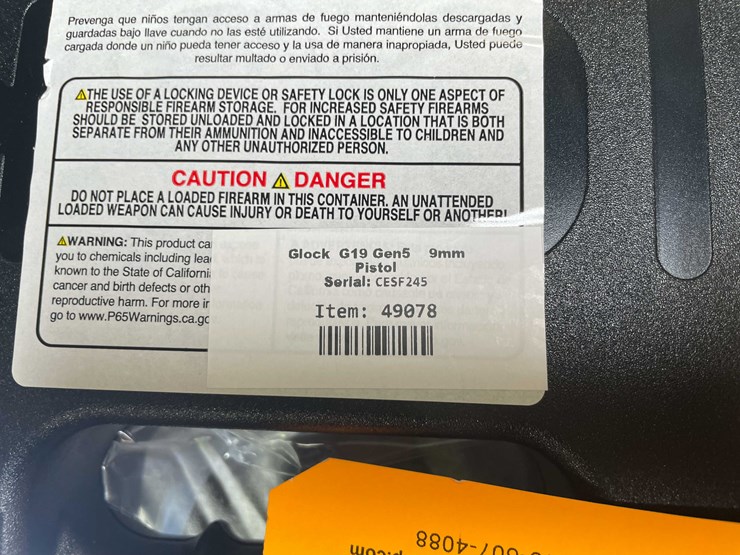 Prevenga que niños tengan acceso a armas de fuego manteniéndolas descargadas y
guardadas bajo llave cuando no las esté utilizando. Si Usted mantiene un arma de fuego
cargada donde un niño pueda tener acceso y la usa de manera inapropiada, Usted puede
resultar multado o enviado a prisión.
⚠THE USE OF A LOCKING DEVICE OR SAFETY LOCK IS ONLY ONE ASPECT OF
RESPONSIBLE FIREARM STORAGE. FOR INCREASED SAFETY FIREARMS
SHOULD BE STORED UNLOADED AND LOCKED IN A LOCATION THAT IS BOTH
SEPARATE FROM THEIR AMMUNITION AND INACCESSIBLE TO CHILDREN AND
ANY OTHER UNAUTHORIZED PERSON.
CAUTION ⚠ DANGER
DO NOT PLACE A LOADED FIREARM IN THIS CONTAINER. AN UNATTENDED
LOADED WEAPON CAN CAUSE INJURY OR DEATH TO YOURSELF OR ANOTHER!
⚠WARNING: This product ca
you to chemicals including lea
known to the State of Californi
cancer and birth defects or oth
reproductive harm. For more in
go to www.P65Warnings.ca.go
Glock G19 Gen5 9mm
Pistol
Serial: CESF245
Item: 49078
07-4088
p.com